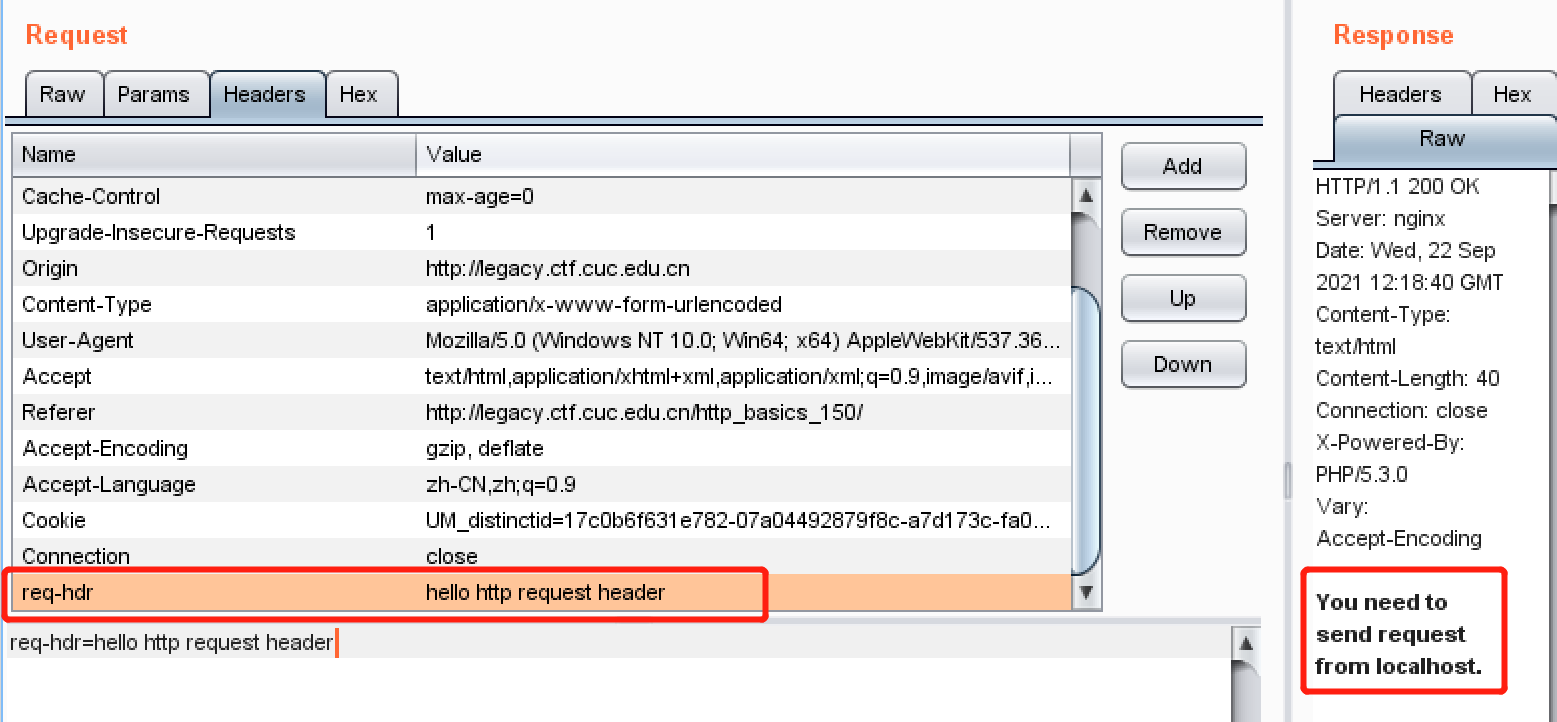 Request
Raw Params Headers Hex
Name Value
Cache-Control max-age=0
Upgrade-Insecure-Requests 1
Origin http://legacy.ctf.cuc.edu.cn
Content-Type application/x-www-form-urlencoded
User-Agent Mozilla/5.0 (Windows NT 10.0; Win64; x64) AppleWebKit/537.36...
Accept text/html,application/xhtml+xml,application/xml;q=0.9,image/avif,i...
Referer http://legacy.ctf.cuc.edu.cn/http_basics_150/
Accept-Encoding gzip, deflate
Accept-Language zh-CN,zh;q=0.9
Cookie UM_distinctid=17c0b6f631e782-07a04492879f8c-a7d173c-fa0...
Connection close
req-hdr hello http request header
Add
Remove
Up
Down
req-hdr=hello http request header
Response
Headers Hex
Raw
HTTP/1.1 200 OK
Server: nginx
Date: Wed, 22 Sep
2021 12:18:40 GMT
Content-Type:
text/html
Content-Length: 40
Connection: close
X-Powered-By:
PHP/5.3.0
Vary:
Accept-Encoding
You need to
send request
from localhost.